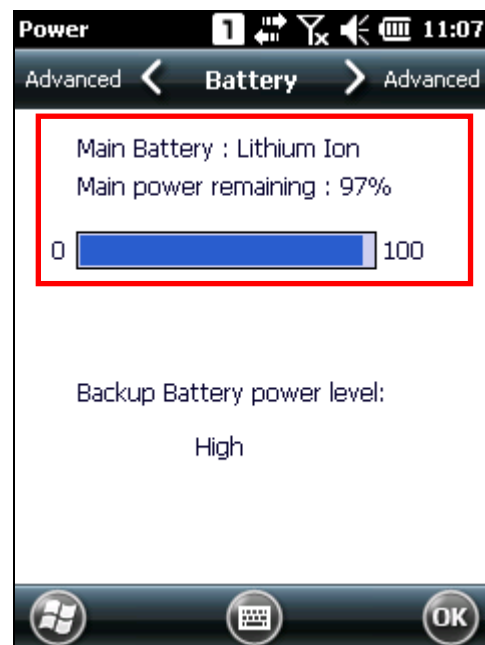 Power 1 11:07
Advanced Battery Advanced
Main Battery : Lithium Ion
Main power remaining : 97%
0 100
Backup Battery power level:
High
OK